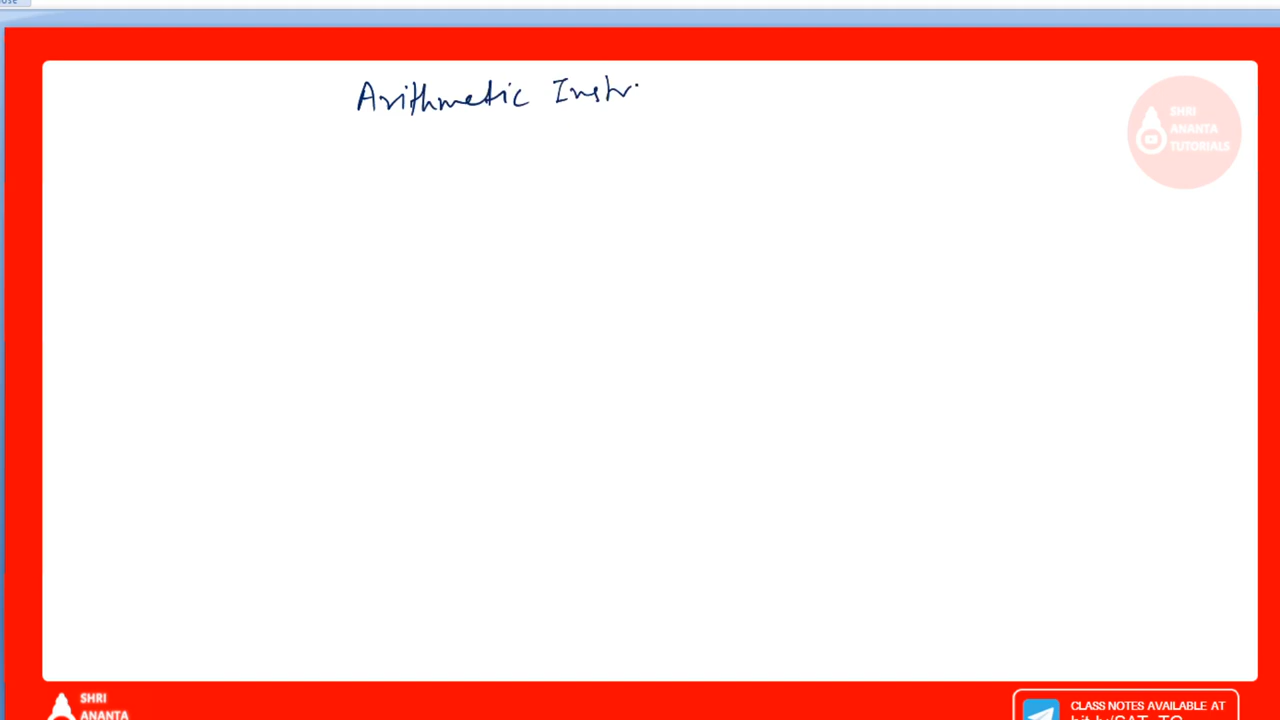 Arithmetic Instr
SHRI
ANANTA
TUTORIALS
SHRI
ANANTA
CLASS NOTES AVAILABLE AT